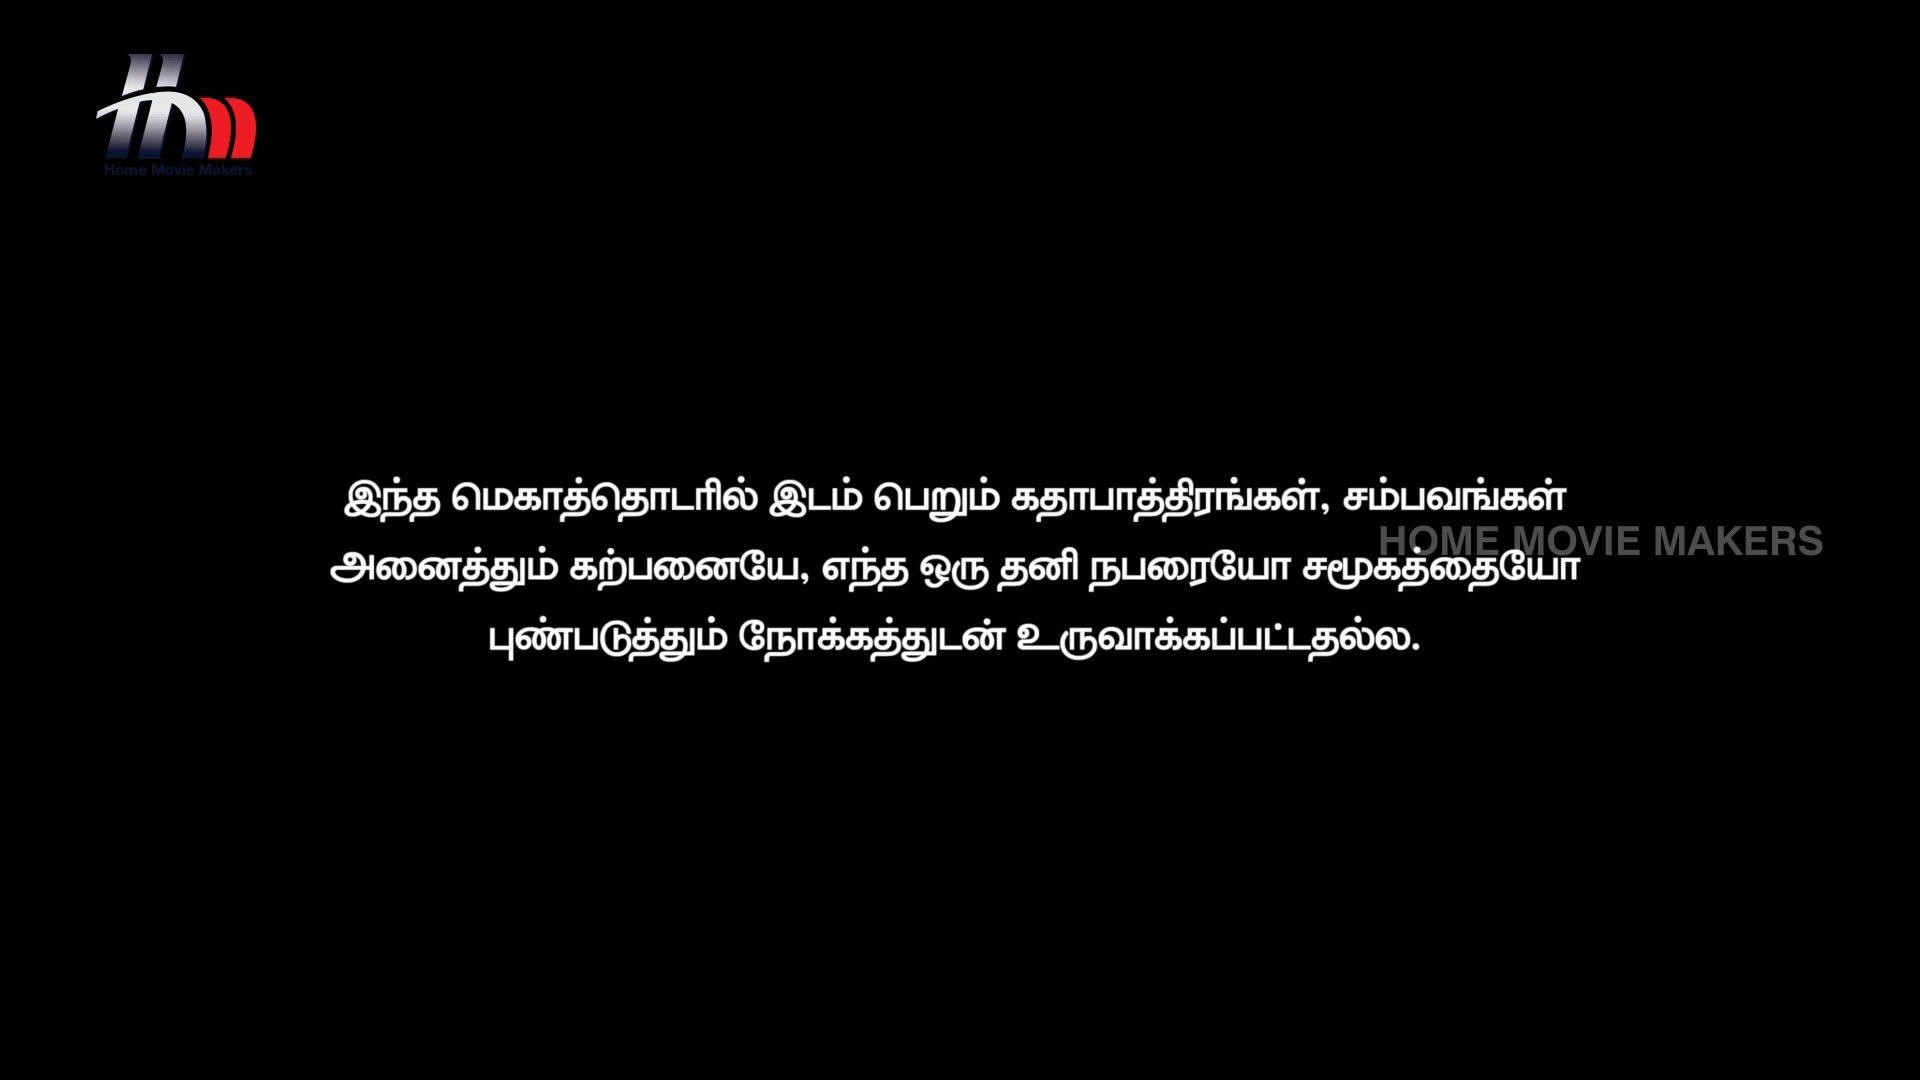 Home Movie Makers
இந்த மெகாத்தொடரில் இடம் பெறும் கதாபாத்திரங்கள், சம்பவங்கள்
HOME MOVIE MAKERS
அனைத்தும் கற்பனையே, எந்த ஒரு தனி நபரையோ சமூகத்தையோ
புண்படுத்தும் நோக்கத்துடன் உருவாக்கப்பட்டதல்ல.